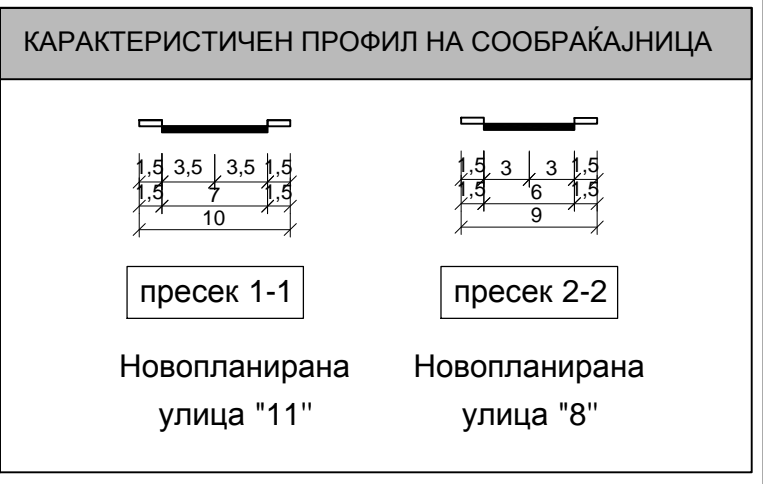 КАРАКТЕРИСТИЧЕН ПРОФИЛ НА СООБРАЌАЈНИЦА
1,5 3,5 3,5 1,5
1,5 7 1,5
10
пресек 1-1
Новопланирана
улица "11"
1,5 3 3 1,5
1,5 6 1,5
9
пресек 2-2
Новопланирана
улица "8"